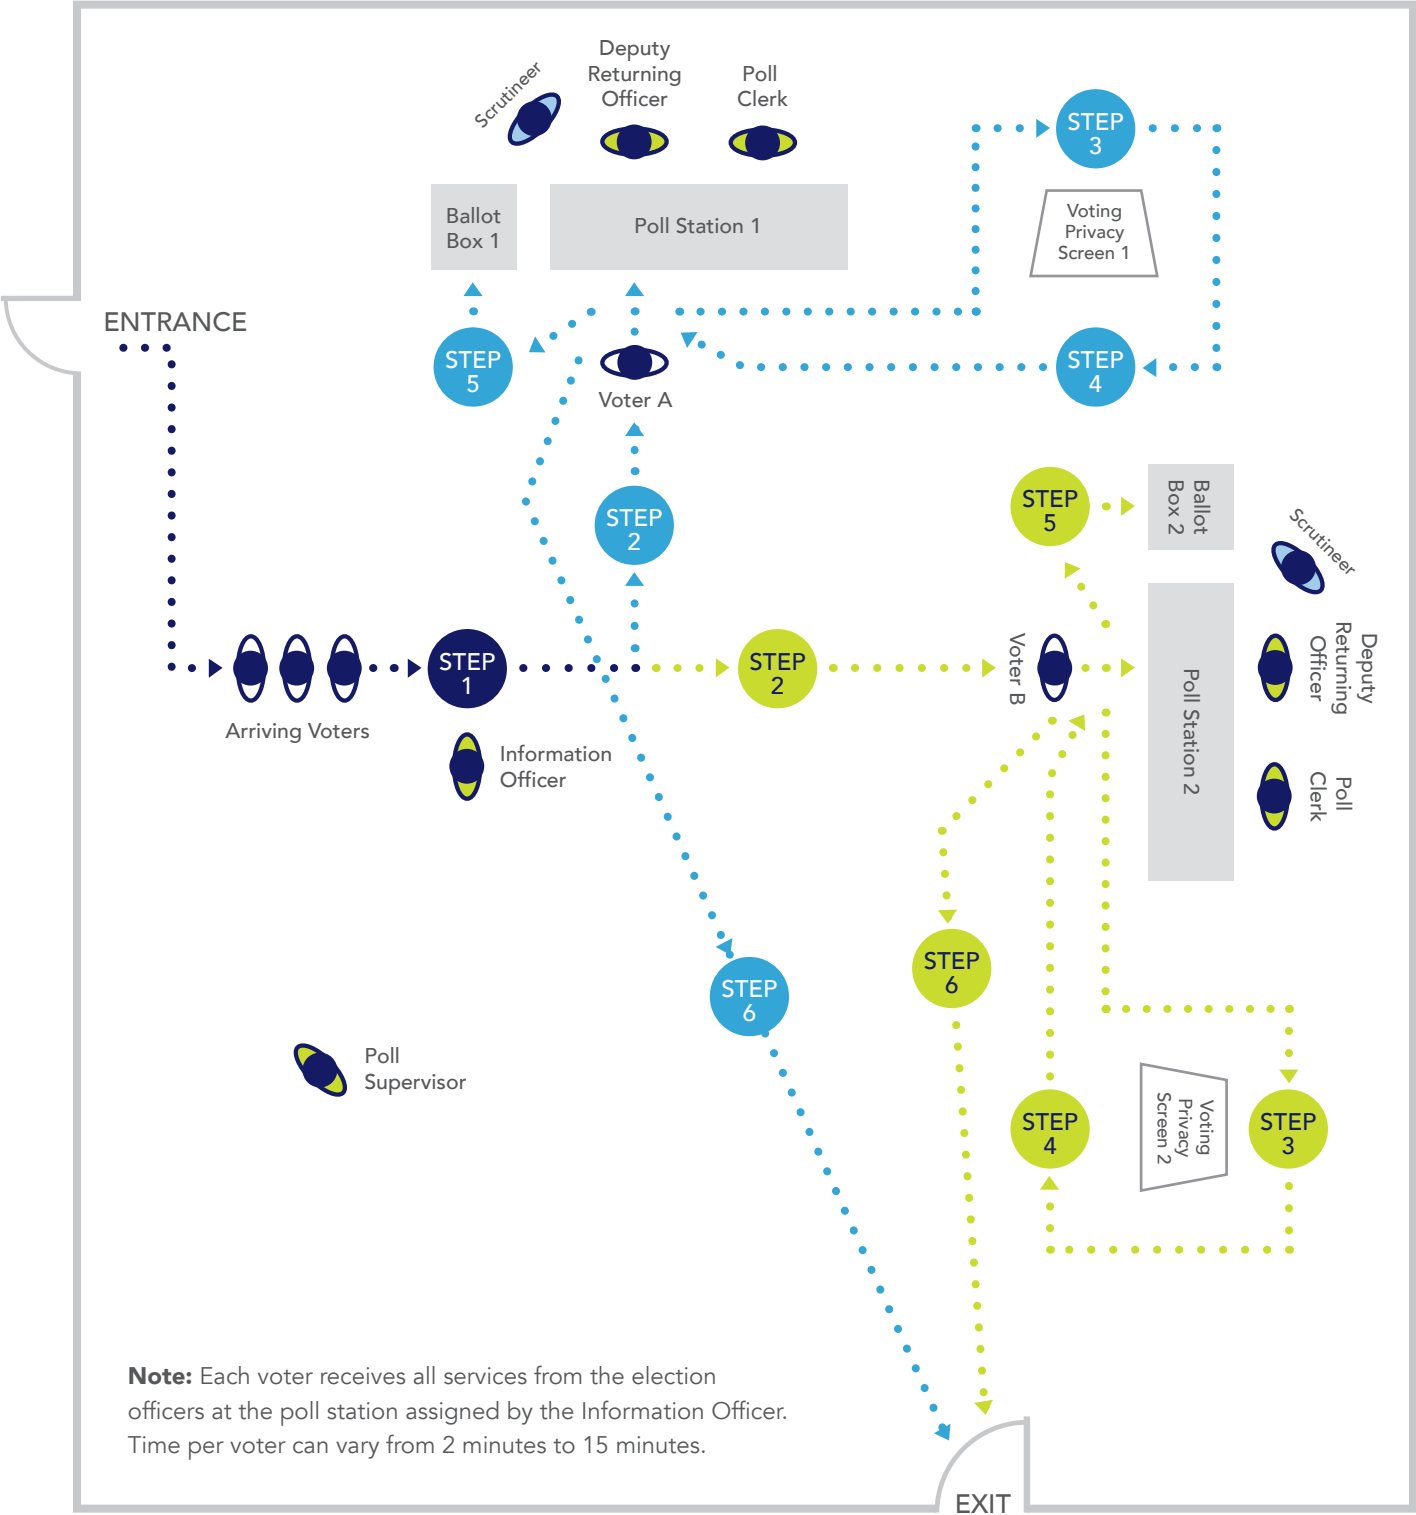 Scrutineer
Deputy
Returning
Officer
Poll
Clerk
STEP
3
Ballot
Box 1
Poll Station 1
Voting
Privacy
Screen 1
ENTRANCE
STEP
5
Voter A
STEP
4
STEP
2
STEP
5
Ballot
Box 2
Scrutineer
STEP
1
STEP
2
Voter B
Poll Station 2
Deputy
Returning
Officer
Arriving Voters
Information
Officer
Poll
Clerk
STEP
6
STEP
6
Poll
Supervisor
STEP
4
Voting
Privacy
Screen 2
STEP
3
Note: Each voter receives all services from the election
officers at the poll station assigned by the Information Officer.
Time per voter can vary from 2 minutes to 15 minutes.
EXIT